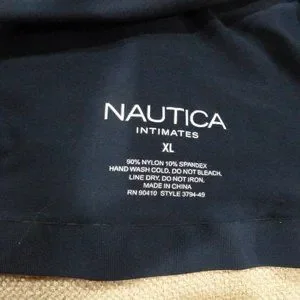 NAUTICA
INTIMATES
XL
90% NYLON 10% SPANDEX
HAND WASH COLD. DO NOT BLEACH.
LINE DRY. DO NOT IRON.
MADE IN CHINA
RN 90410 STYLE 3794-49